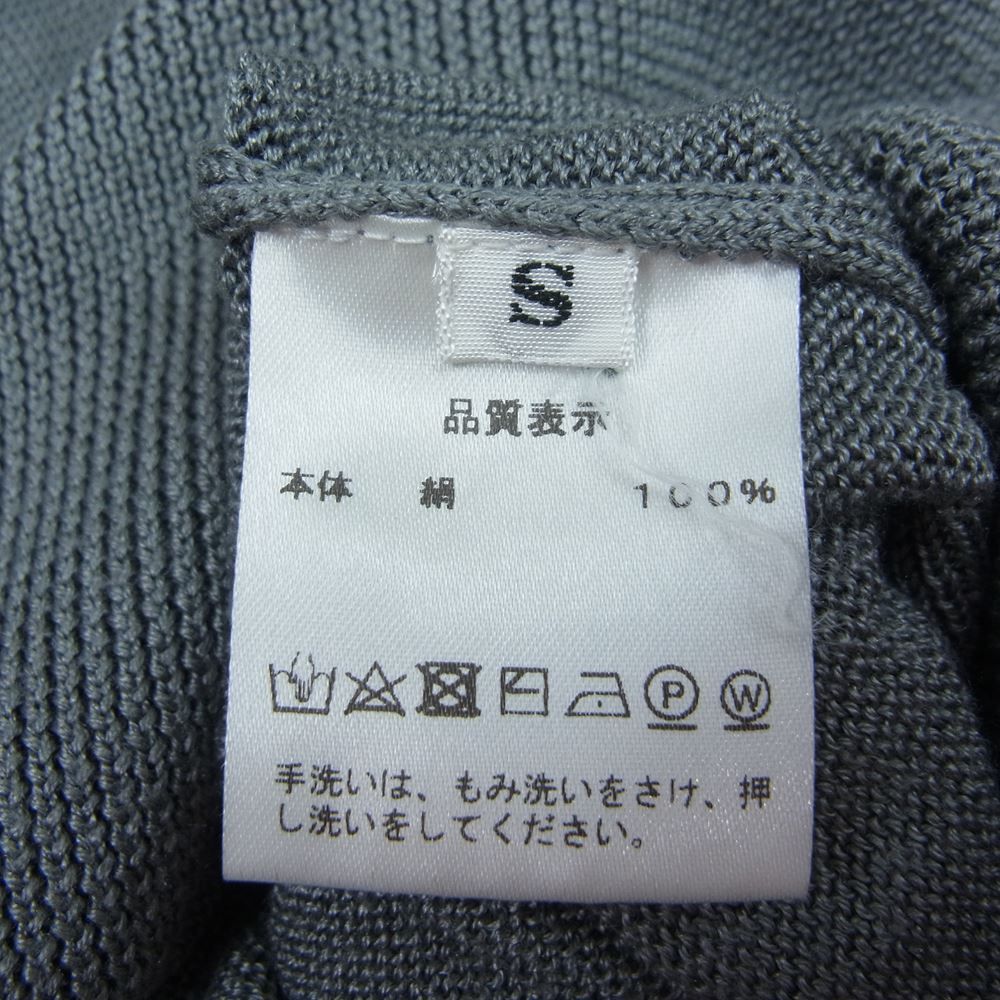 S
品質表示
本体 絹 100%
P W
手洗いは、もみ洗いをさけ、押
し洗いをしてください。